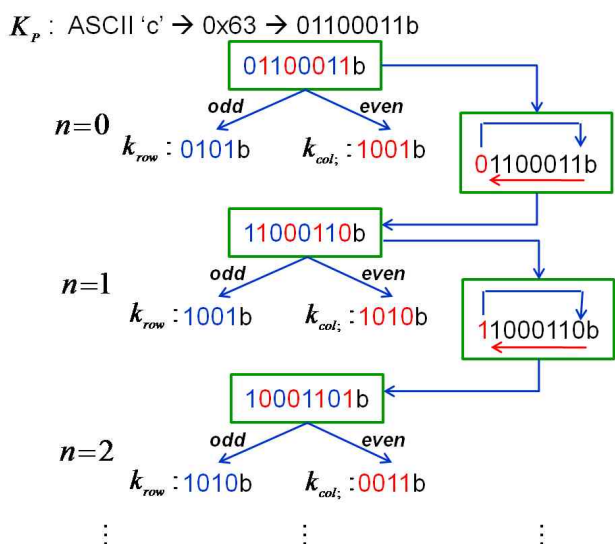 K_P : ASCII ‘c’ → 0x63 → 01100011b
01100011b
odd even
n=0
k_row : 0101b k_col; : 1001b
01100011b
11000110b
odd even
n=1
k_row : 1001b k_col; : 1010b
11000110b
10001101b
odd even
n=2
k_row : 1010b k_col; : 0011b
⋮ ⋮ ⋮